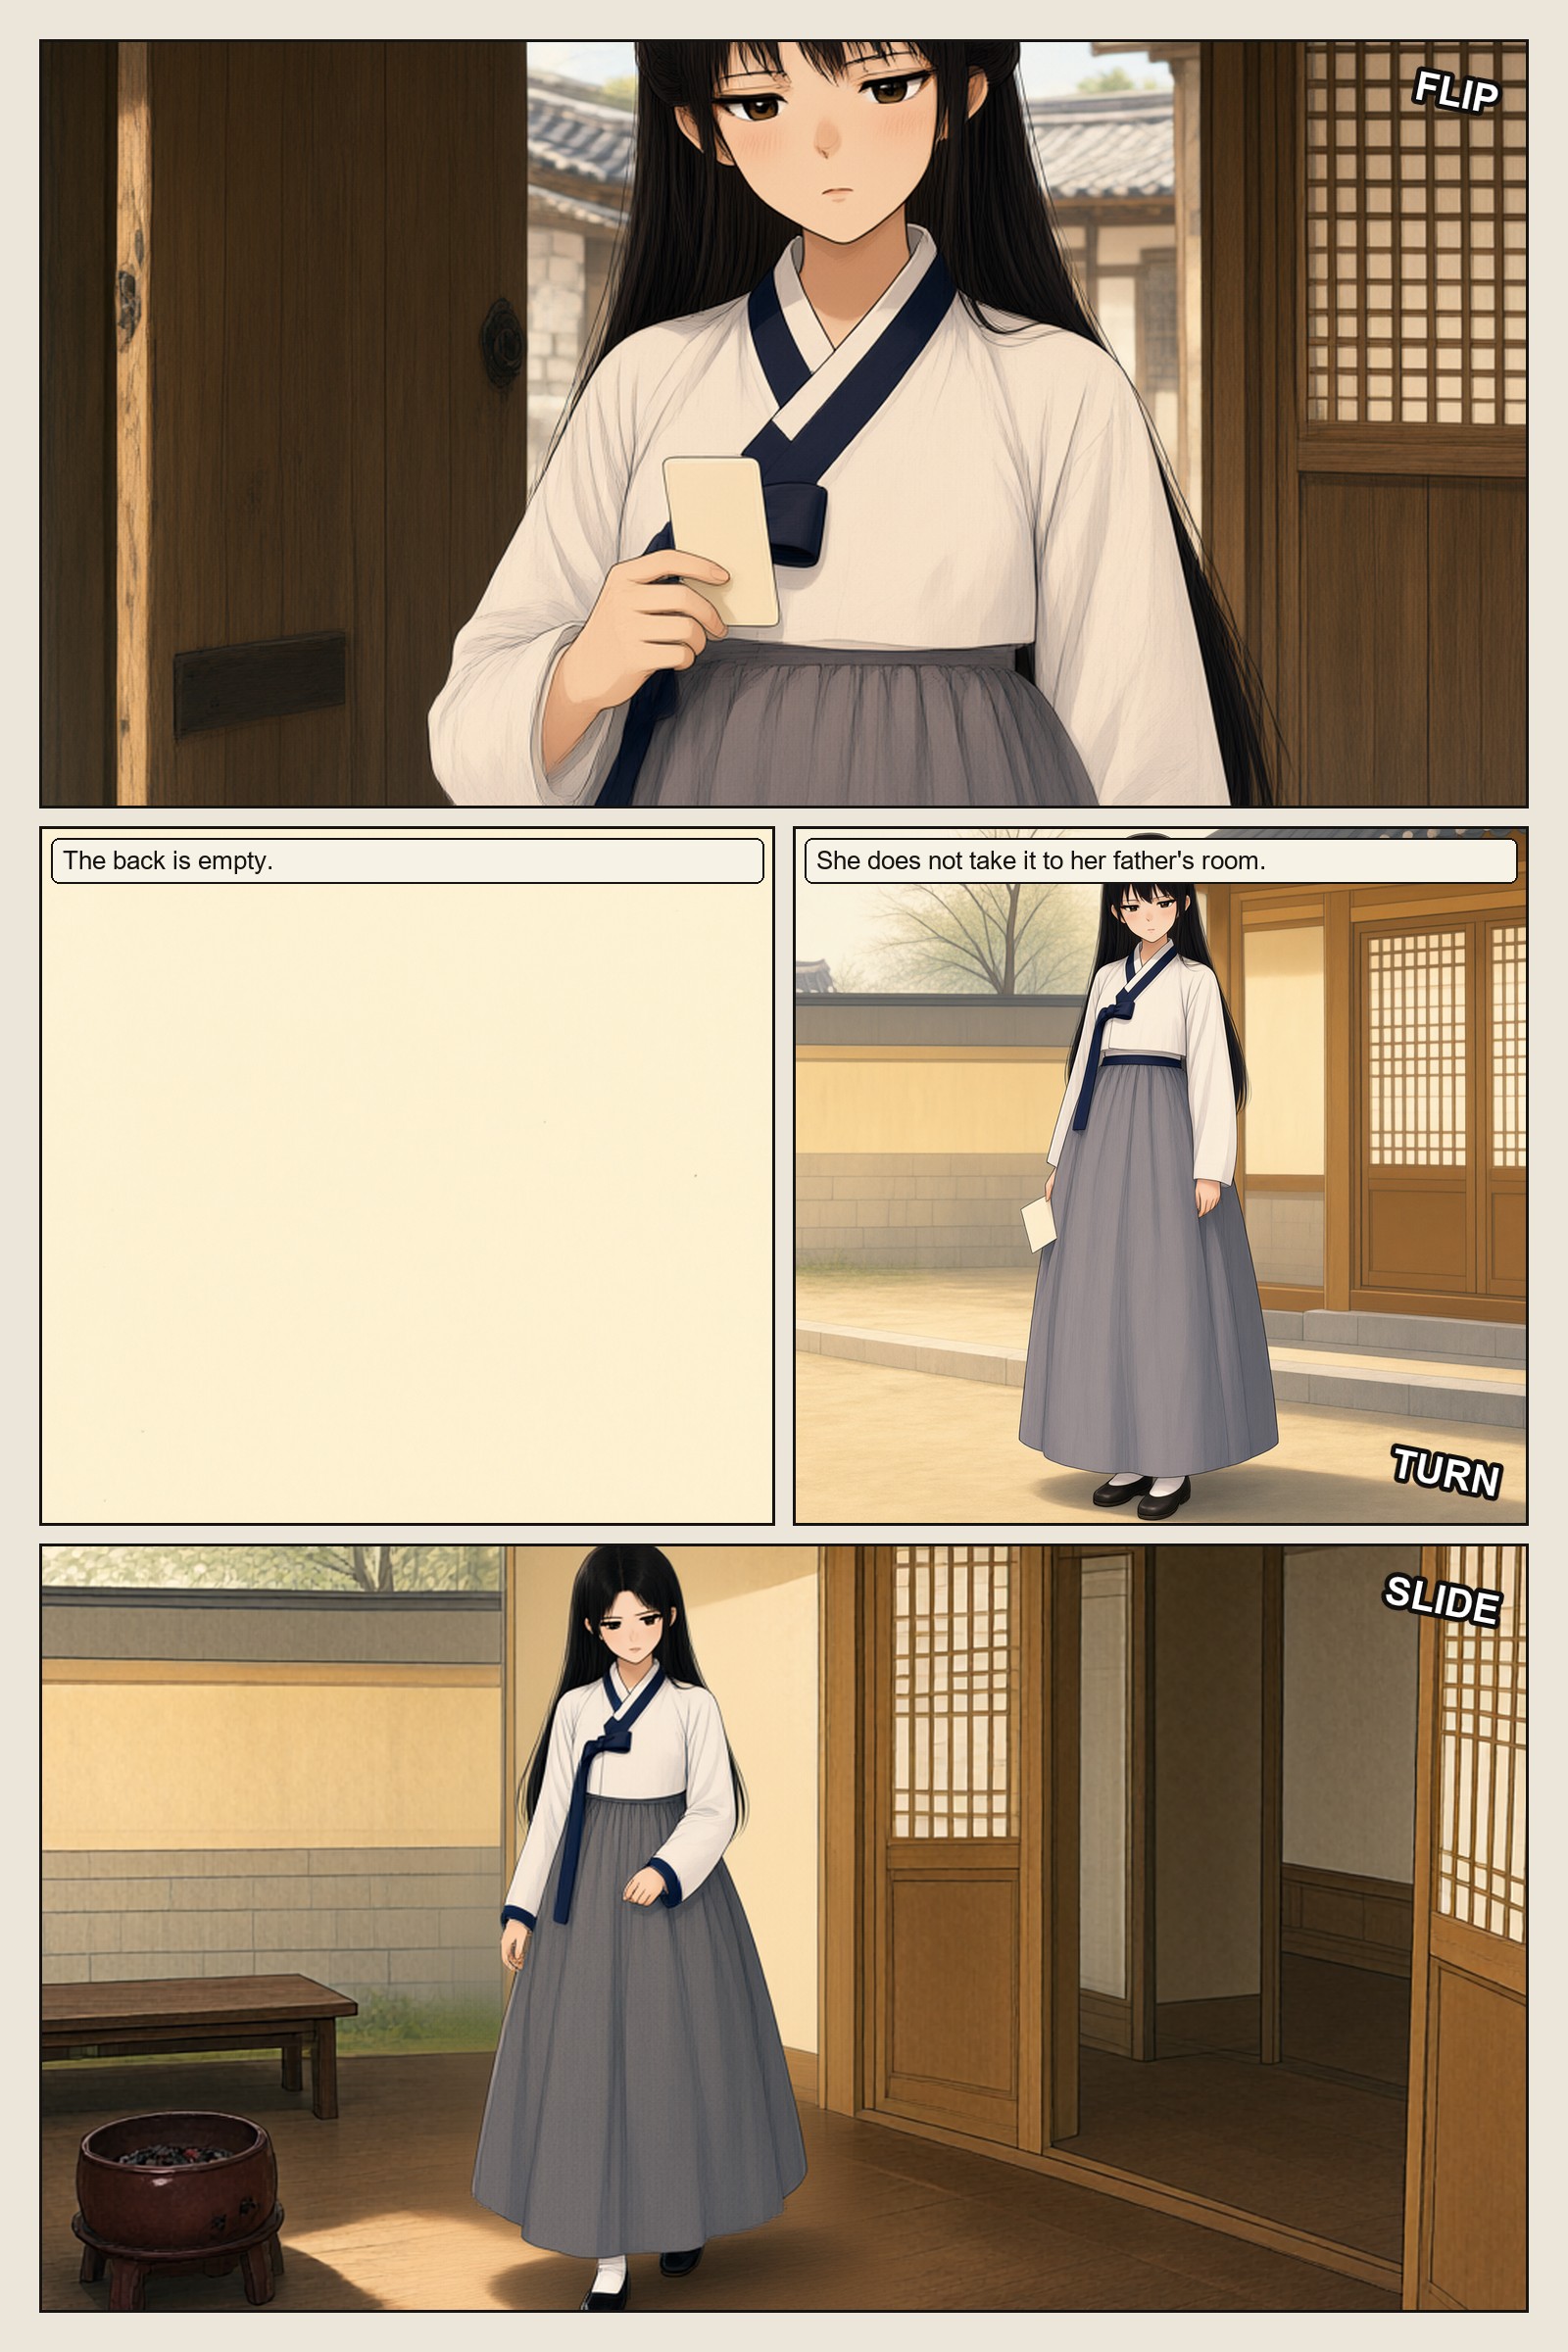 FLIP
The back is empty.
She does not take it to her father's room.
TURN
SLIDE